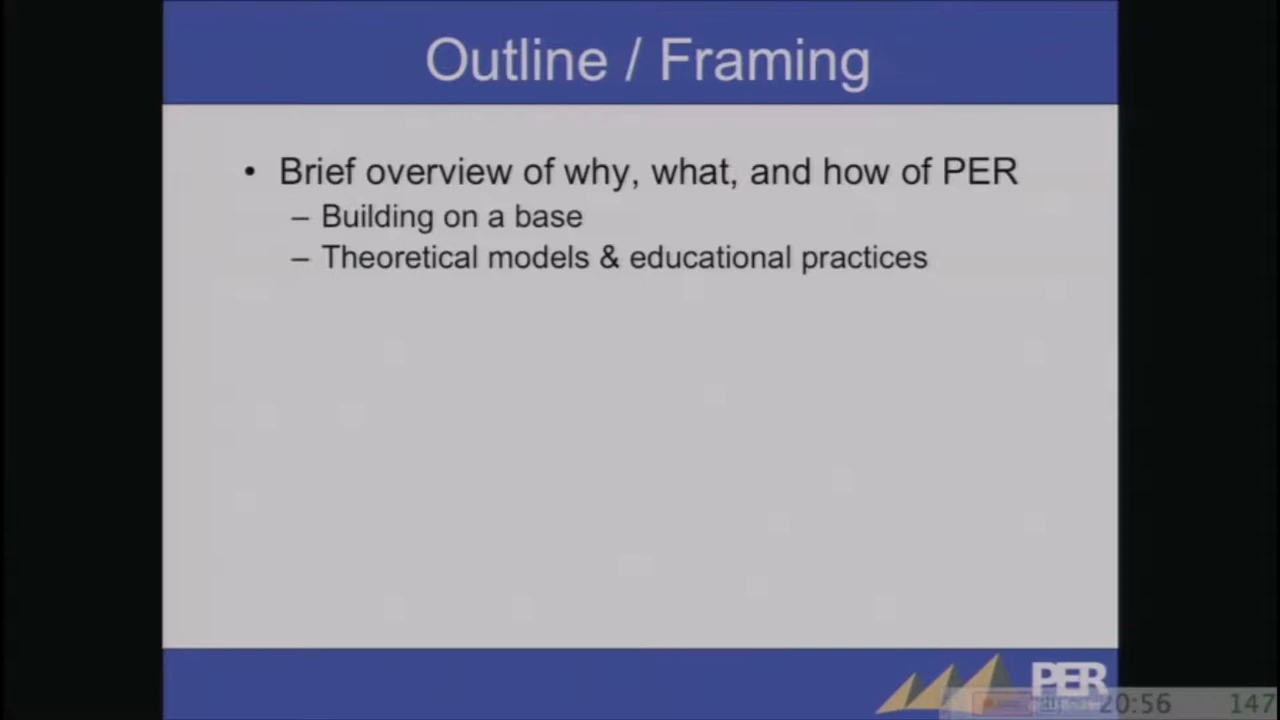 Outline / Framing
• Brief overview of why, what, and how of PER
– Building on a base
– Theoretical models & educational practices
PER
20:56
147